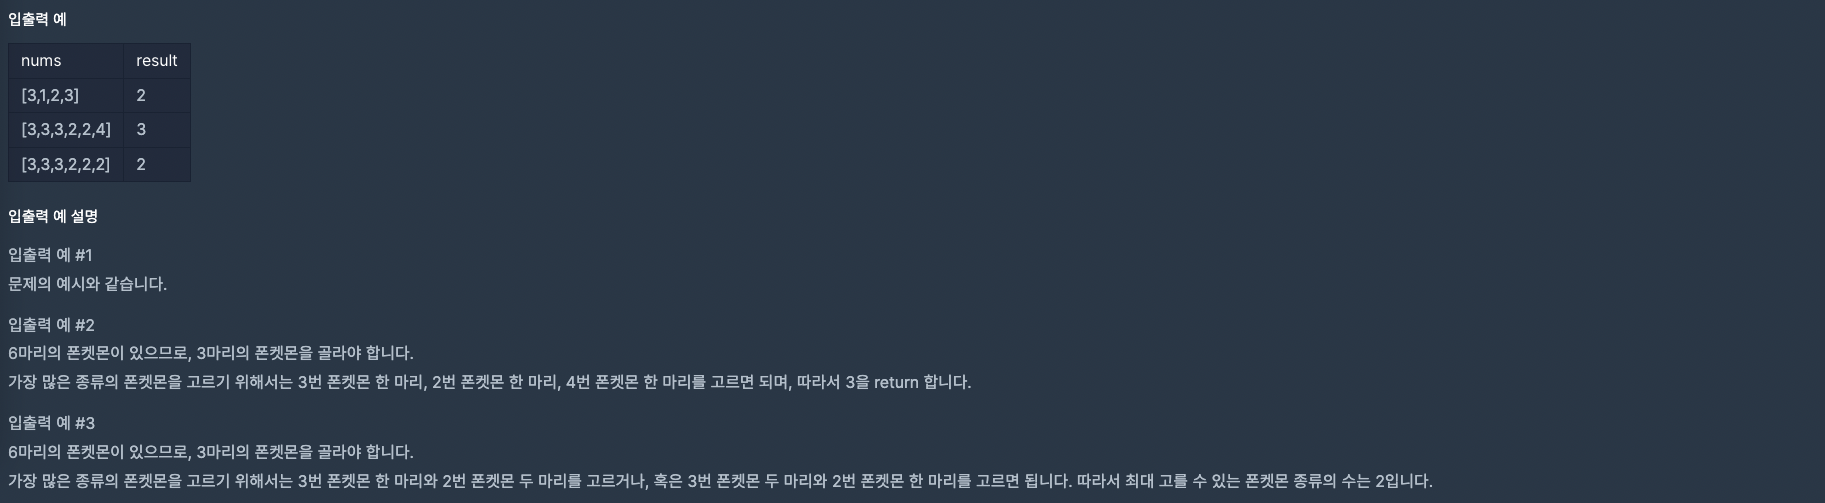 입출력 예
nums result
[3,1,2,3] 2
[3,3,3,2,2,4] 3
[3,3,3,2,2,2] 2
입출력 예 설명
입출력 예 #1
문제의 예시와 같습니다.
입출력 예 #2
6마리의 폰켓몬이 있으므로, 3마리의 폰켓몬을 골라야 합니다.
가장 많은 종류의 폰켓몬을 고르기 위해서는 3번 폰켓몬 한 마리, 2번 폰켓몬 한 마리, 4번 폰켓몬 한 마리를 고르면 되며, 따라서 3을 return 합니다.
입출력 예 #3
6마리의 폰켓몬이 있으므로, 3마리의 폰켓몬을 골라야 합니다.
가장 많은 종류의 폰켓몬을 고르기 위해서는 3번 폰켓몬 한 마리와 2번 폰켓몬 두 마리를 고르거나, 혹은 3번 폰켓몬 두 마리와 2번 폰켓몬 한 마리를 고르면 됩니다. 따라서 최대 고를 수 있는 폰켓몬 종류의 수는 2입니다.